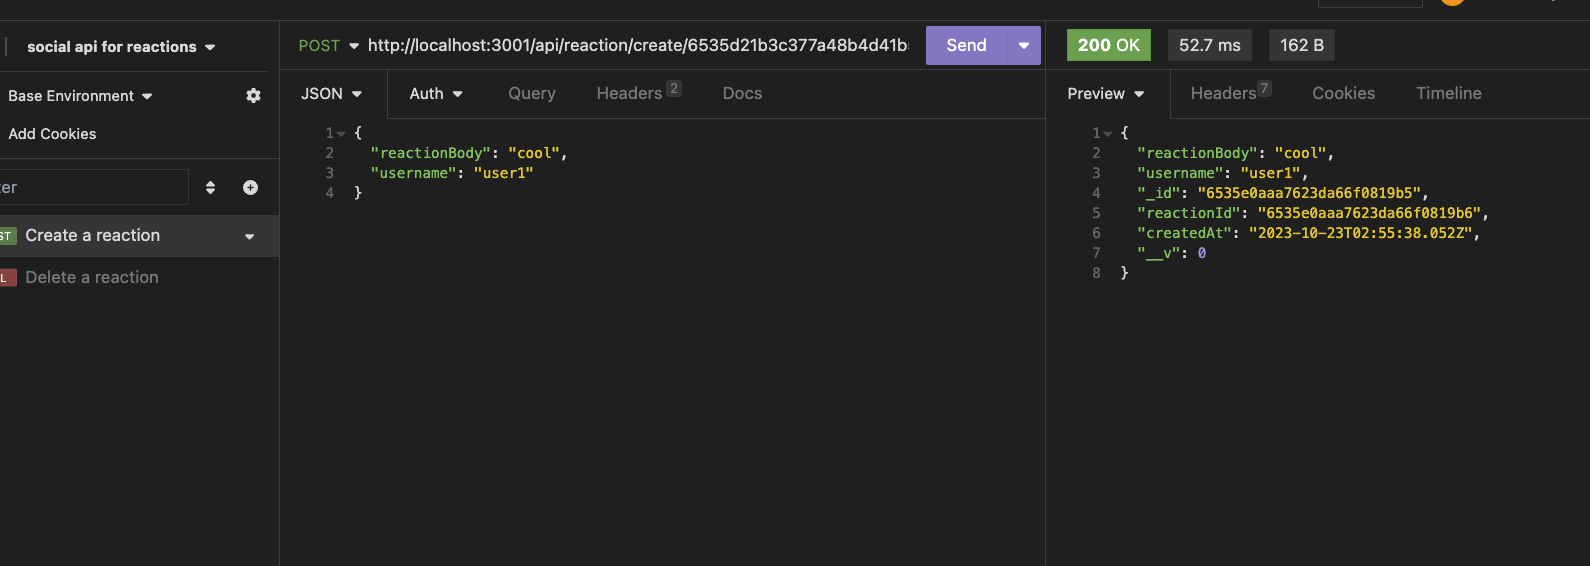 social api for reactions
Base Environment
Add Cookies
ter
ST Create a reaction
L Delete a reaction
POST http://localhost:3001/api/reaction/create/6535d21b3c377a48b4d41b Send
JSON Auth Query Headers 2 Docs
1 {
2 "reactionBody": "cool",
3 "username": "user1"
4 }
200 OK 52.7 ms 162 B
Preview Headers 7 Cookies Timeline
1 {
2 "reactionBody": "cool",
3 "username": "user1",
4 "_id": "6535e0aaa7623da66f0819b5",
5 "reactionId": "6535e0aaa7623da66f0819b6",
6 "createdAt": "2023-10-23T02:55:38.052Z",
7 "__v": 0
8 }